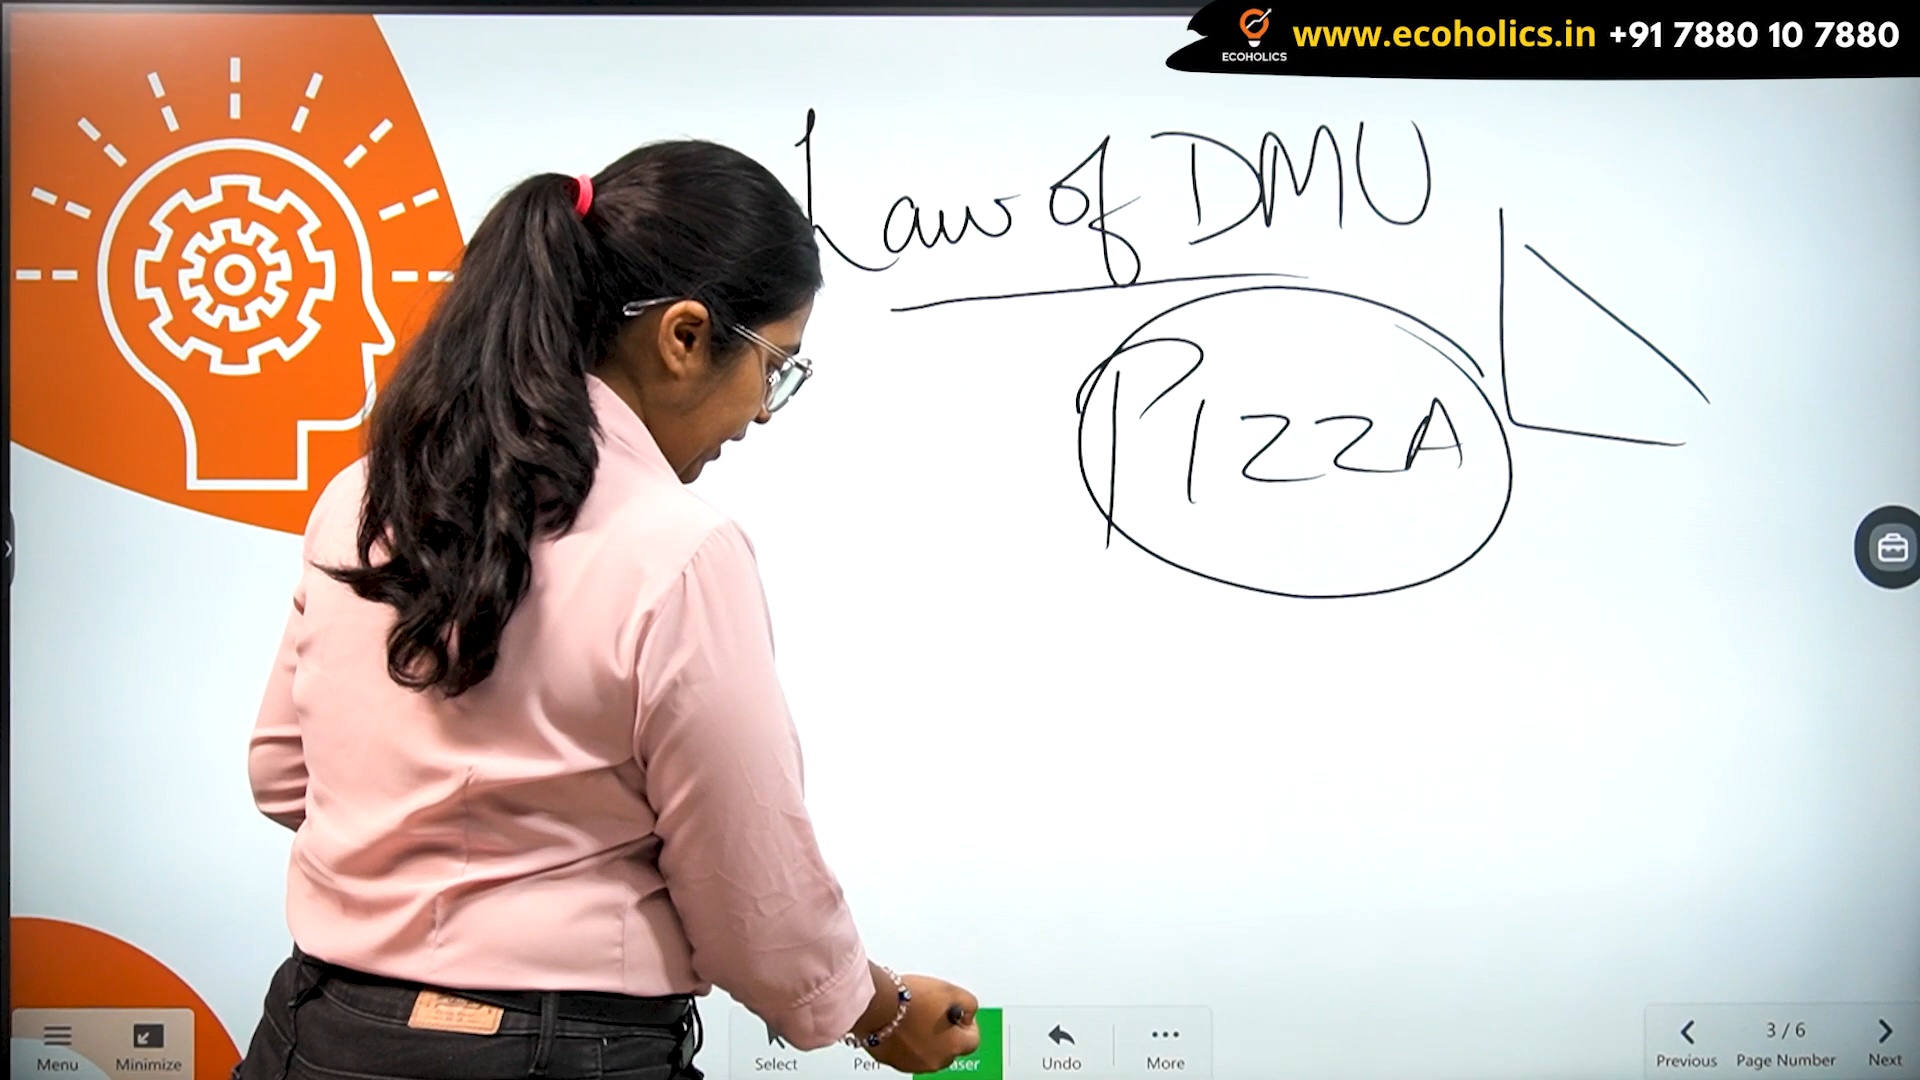 www.ecoholics.in +91 7880 10 7880
ECOHOLICS
Law of DMU
PIZZA
Menu
Minimize
Select
Pen
Undo
More
3 / 6
Previous
Page Number
Next